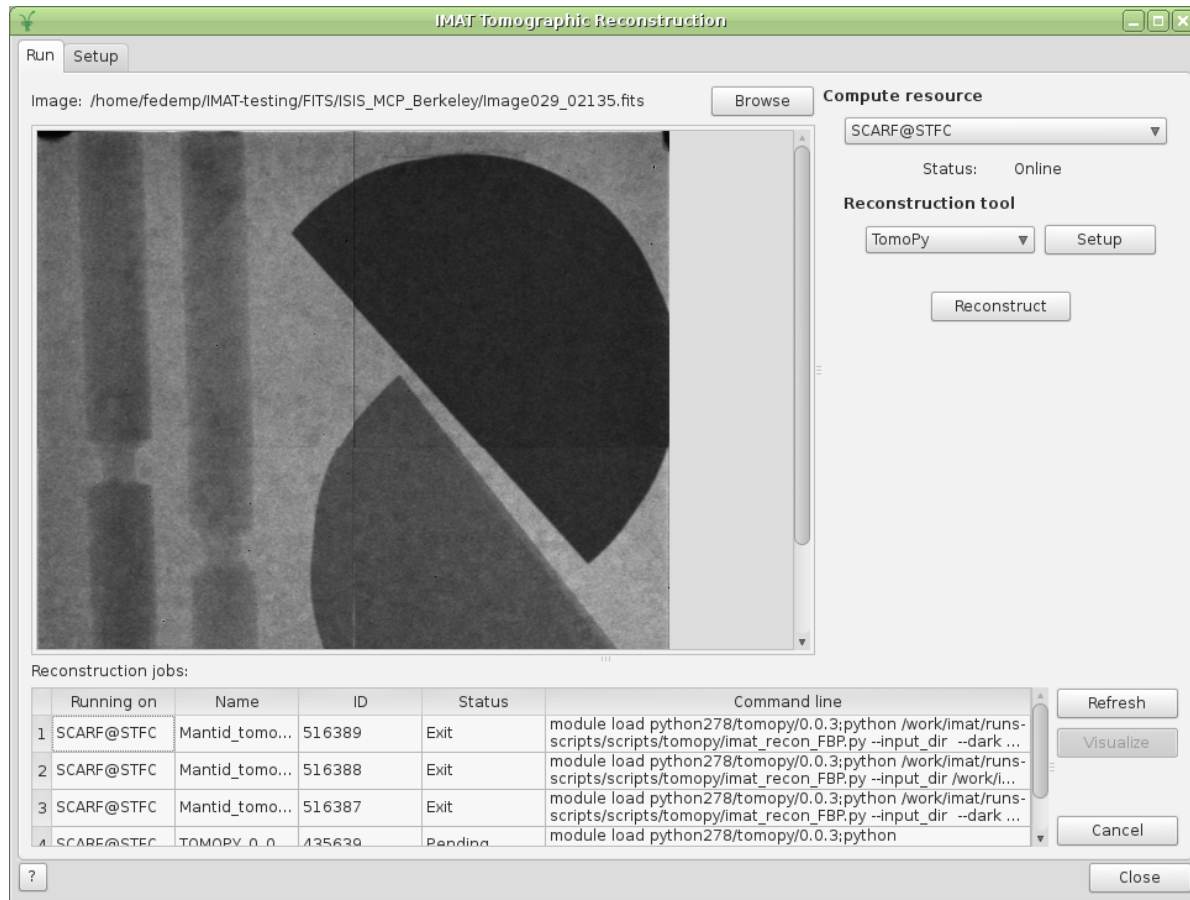 IMAT Tomographic Reconstruction
Run Setup
Image: /home/fedemp/IMAT-testing/FITS/ISIS_MCP_Berkeley/Image029_02135.fits Browse
Compute resource
SCARF@STFC
Status: Online
Reconstruction tool
TomoPy Setup
Reconstruct
Reconstruction jobs:
Running on Name ID Status Command line
1 SCARF@STFC Mantid_tomo... 516389 Exit module load python278/tomopy/0.0.3;python /work/imat/runs-
scripts/scripts/tomopy/imat_recon_FBP.py --input_dir --dark ...
2 SCARF@STFC Mantid_tomo... 516388 Exit module load python278/tomopy/0.0.3;python /work/imat/runs-
scripts/scripts/tomopy/imat_recon_FBP.py --input_dir /work/i...
3 SCARF@STFC Mantid_tomo... 516387 Exit module load python278/tomopy/0.0.3;python /work/imat/runs-
scripts/scripts/tomopy/imat_recon_FBP.py --input_dir --dark ...
4 SCARF@STFC TOMOPY_0_0 435639 Pending module load python278/tomopy/0.0.3;python
Refresh
Visualize
Cancel
? Close